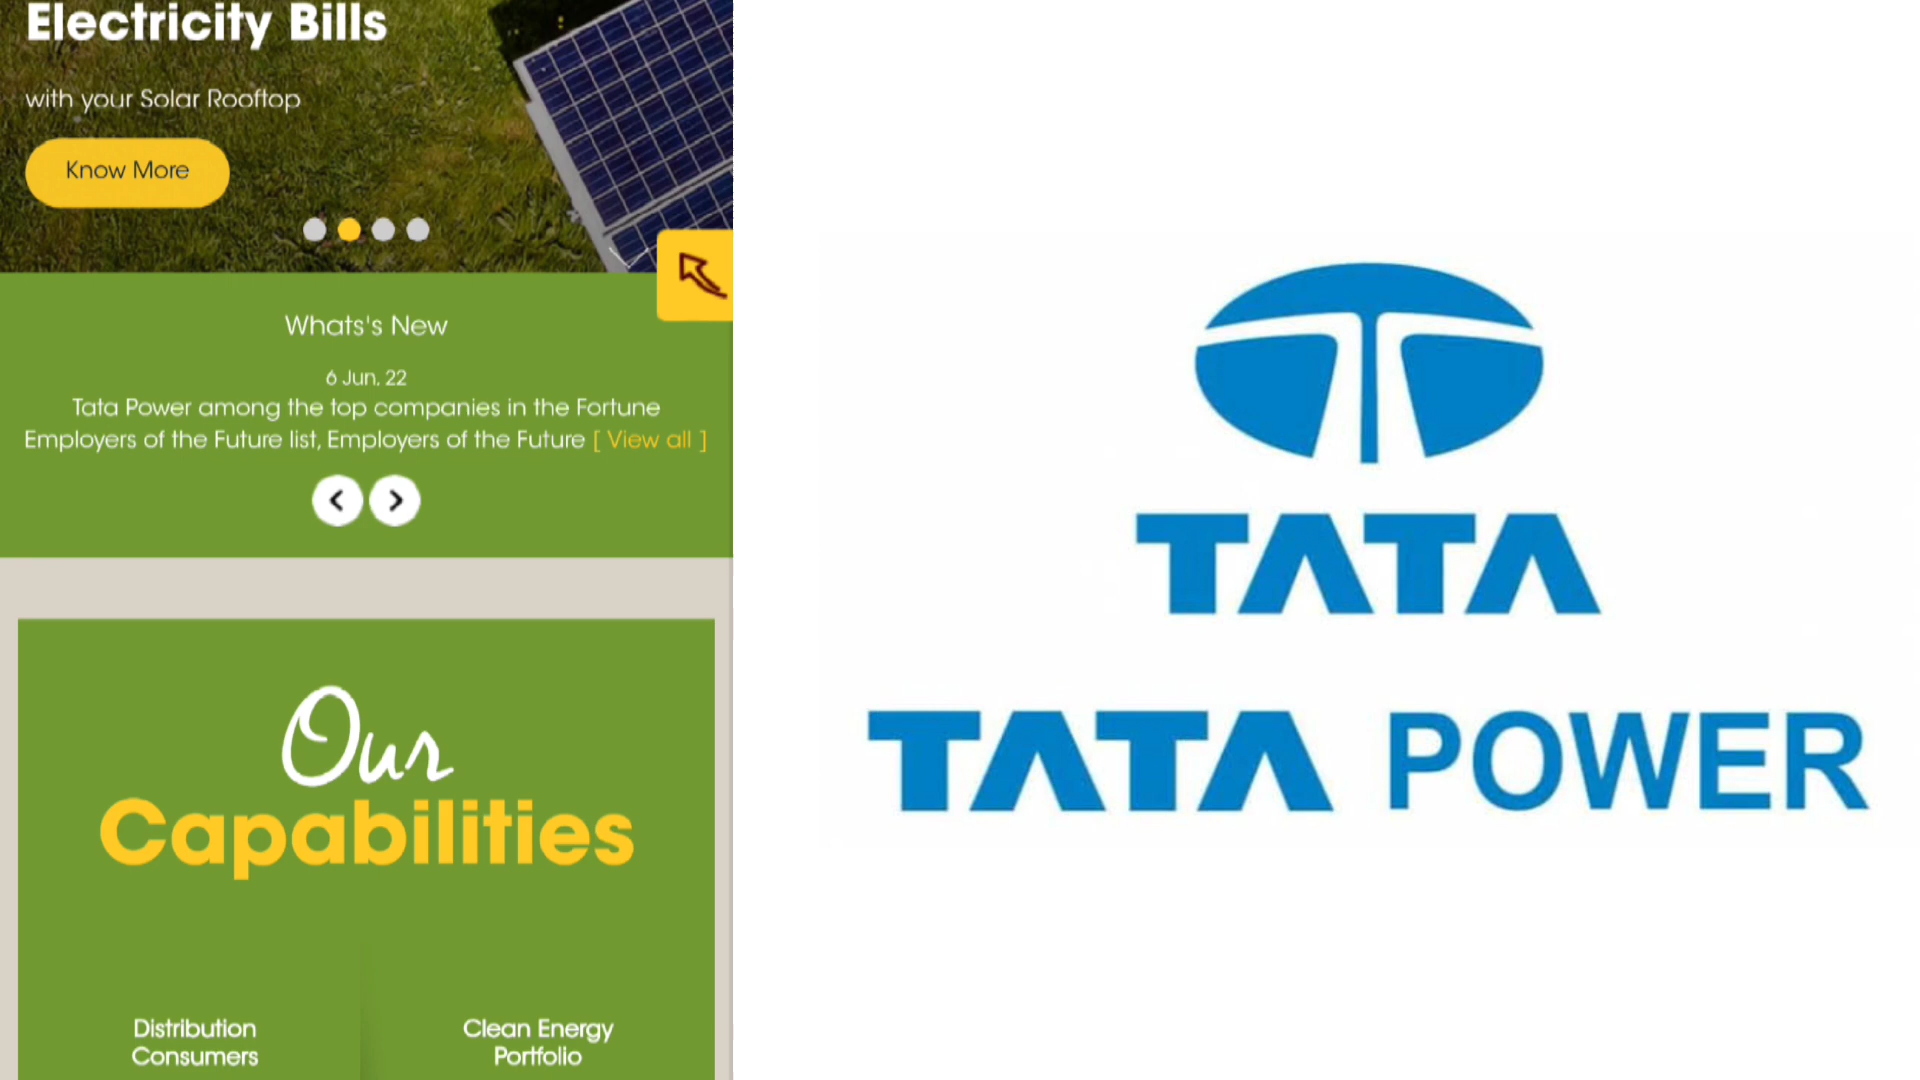 Electricity Bills
with your Solar Rooftop
Know More
Whats's New
6 Jun, 22
Tata Power among the top companies in the Fortune
Employers of the Future list, Employers of the Future [ View all ]
Our
Capabilities
Distribution
Consumers
Clean Energy
Portfolio
TATA
TATA POWER